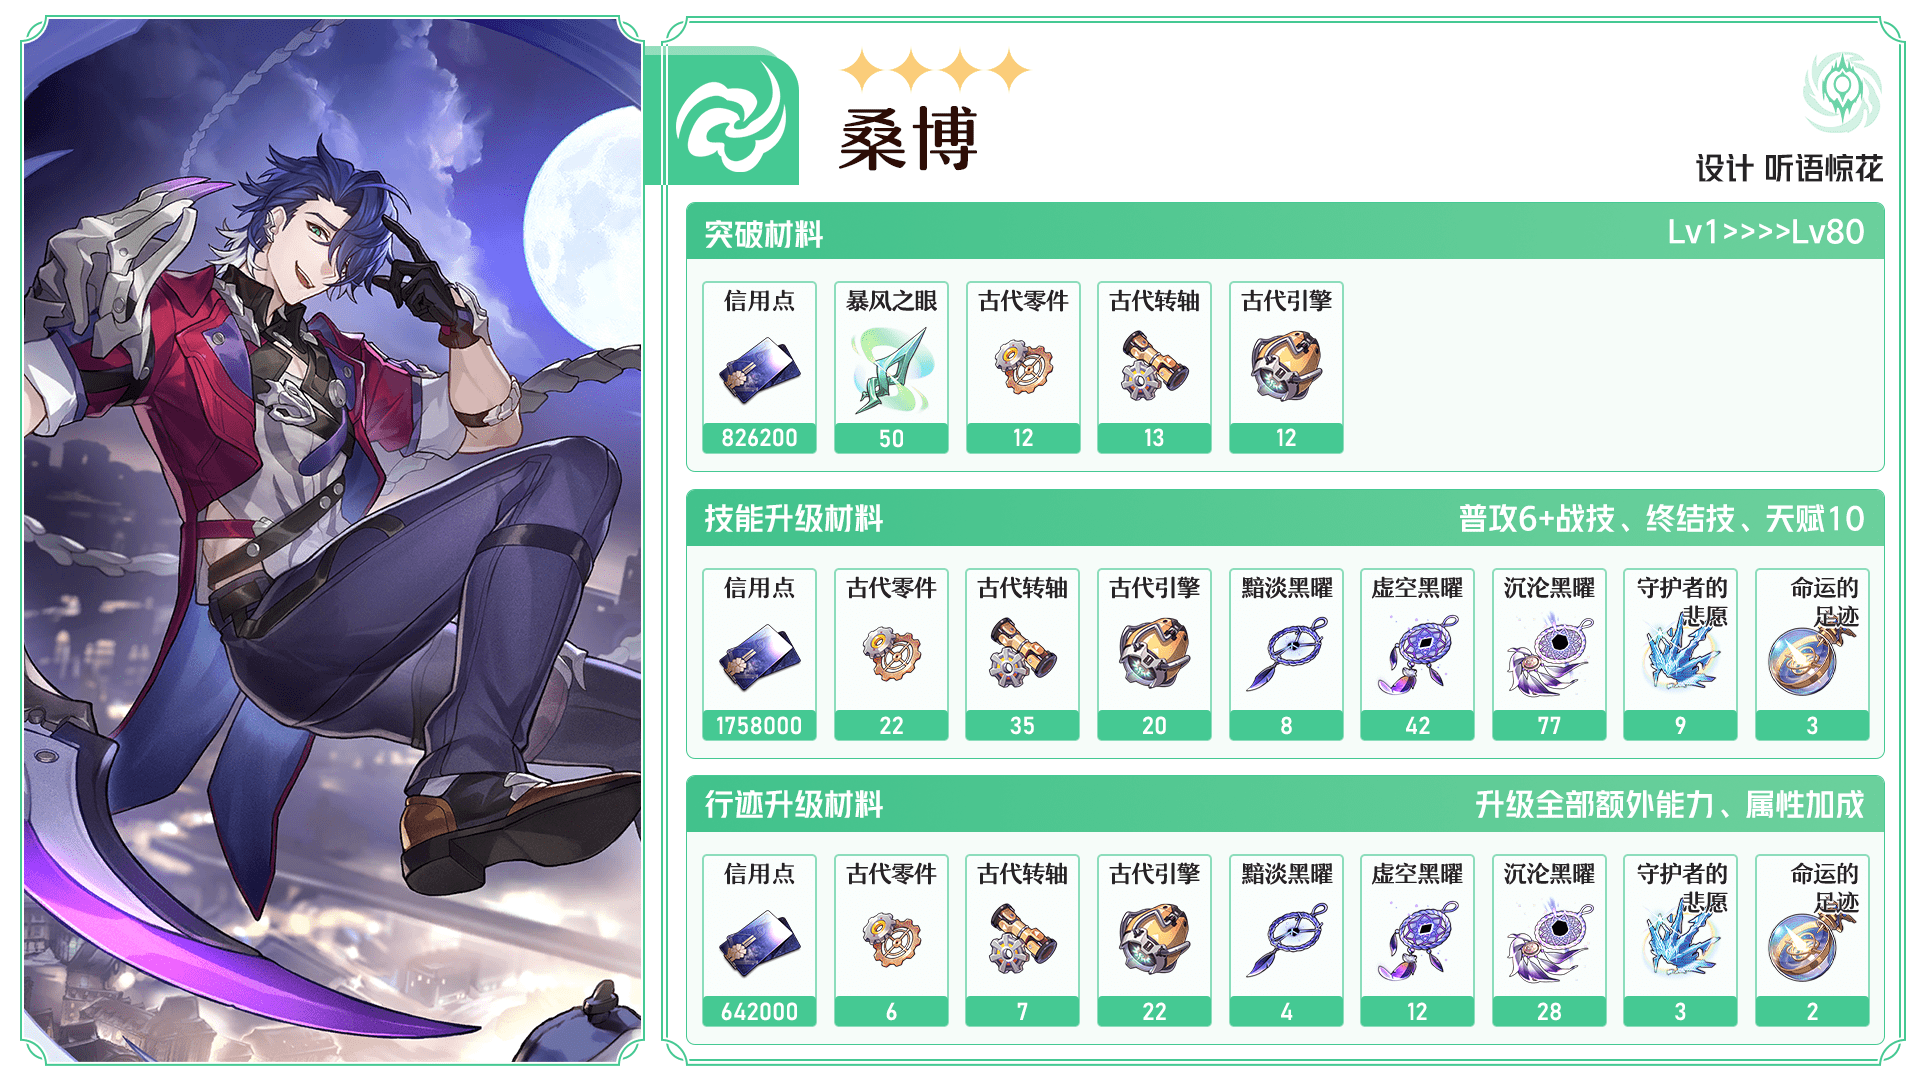 桑博
设计 听语惊花
突破材料 Lv1>>>>Lv80
信用点 暴风之眼 古代零件 古代转轴 古代引擎
826200 50 12 13 12
技能升级材料 普攻6+战技、终结技、天赋10
信用点 古代零件 古代转轴 古代引擎 黯淡黑曜 虚空黑曜 沉沦黑曜 守护者的 命运的
悲愿 足迹
1758000 22 35 20 8 42 77 9 3
行迹升级材料 升级全部额外能力、属性加成
信用点 古代零件 古代转轴 古代引擎 黯淡黑曜 虚空黑曜 沉沦黑曜 守护者的 命运的
悲愿 足迹
642000 6 7 22 4 12 28 3 2